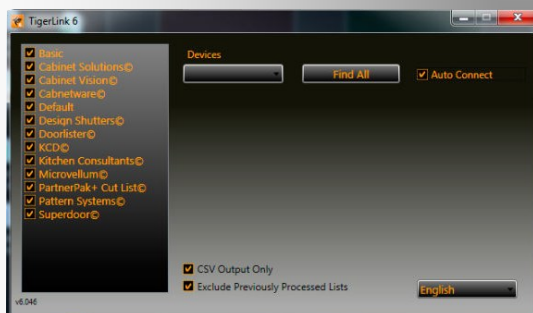 TigerLink 6
Basic
Cabinet Solutions©
Cabinet Vision©
Cabnetware©
Default
Design Shutters©
Doorlister©
KCD©
Kitchen Consultants©
Microvellum©
PartnerPak+ Cut List©
Pattern Systems©
Superdoor©
Devices
Find All
Auto Connect
CSV Output Only
Exclude Previously Processed Lists
English
v6.046